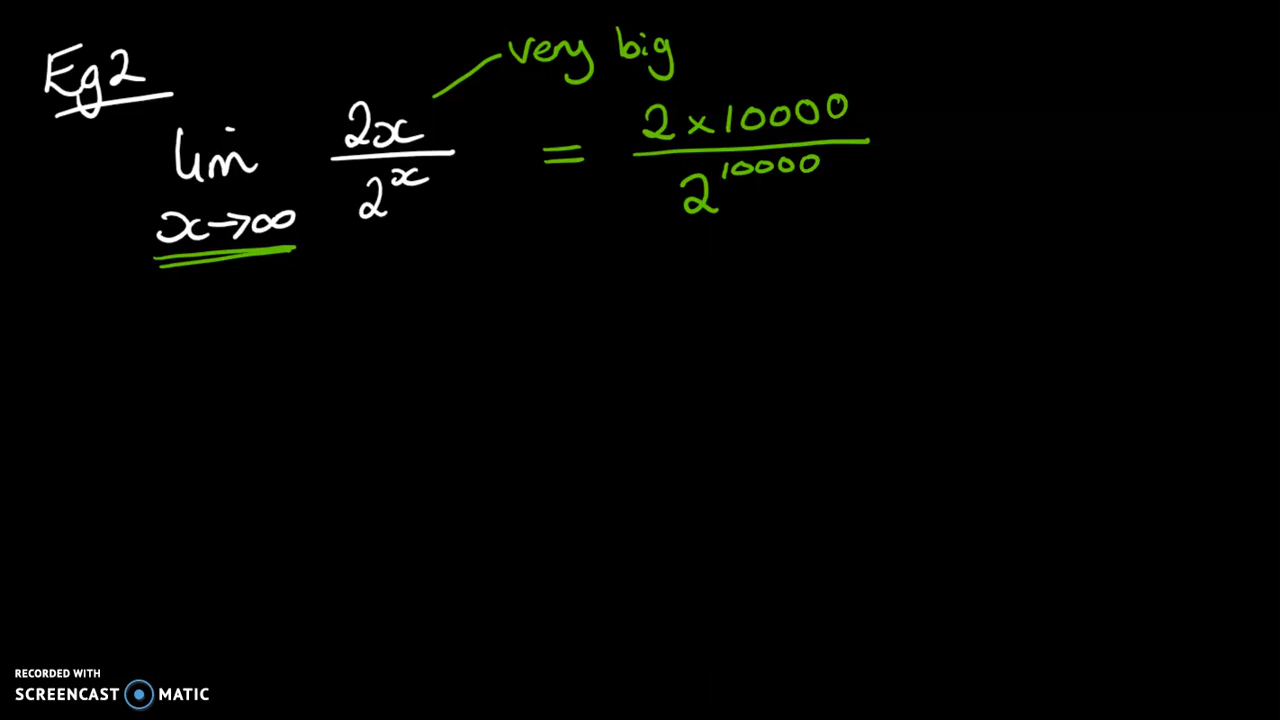 Eg2
very big
lim x→∞ 2x/2^x = 2×10000/2^10000
RECORDED WITH
SCREENCAST MATIC